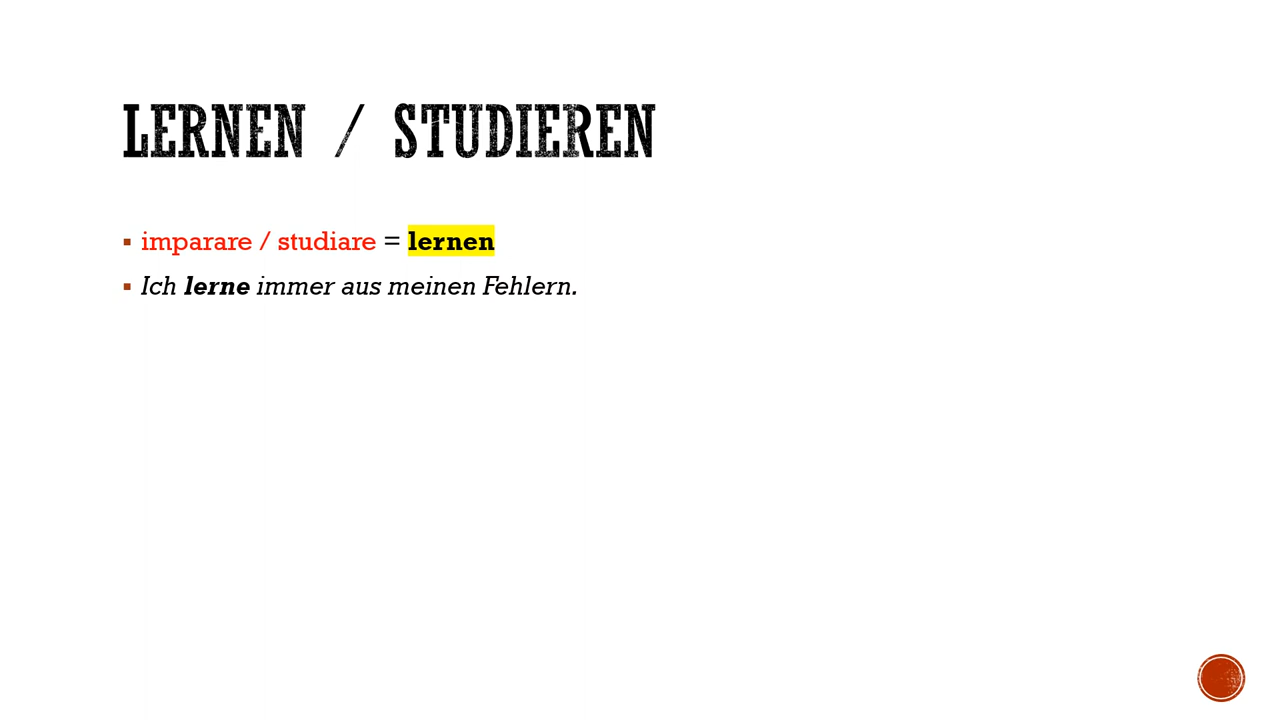 LERNEN / STUDIEREN
imparare / studiare = lernen
Ich lerne immer aus meinen Fehlern.